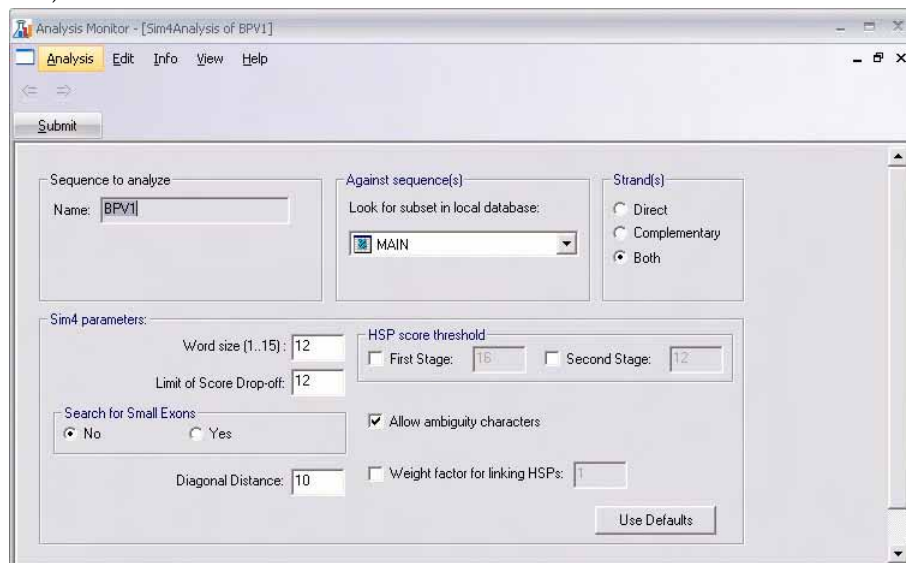 Analysis Monitor - [Sim4Analysis of BPV1]
Analysis Edit Info View Help
Submit
Sequence to analyze
Name: BPV1
Against sequence(s)
Look for subset in local database:
MAIN
Strand(s)
Direct
Complementary
Both
Sim4 parameters:
Word size (1..15) : 12
Limit of Score Drop-off: 12
HSP score threshold
First Stage: 16 Second Stage: 12
Search for Small Exons
No Yes
Allow ambiguity characters
Diagonal Distance: 10
Weight factor for linking HSPs: 1
Use Defaults